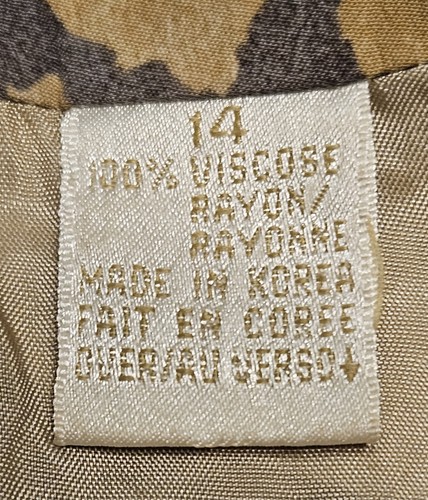 14
100% VISCOSE
RAYON/
RAYONNE
MADE IN KOREA
FAIT EN COREE
OVER/AU VERSO↓